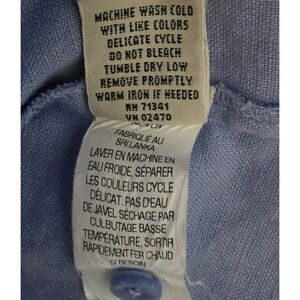 MACHINE WASH COLD
WITH LIKE COLORS
DELICATE CYCLE
DO NOT BLEACH
TUMBLE DRY LOW
REMOVE PROMPTLY
WARM IRON IF NEEDED
RN 71341
VN 02470
FABRIQUÉ AU
SRI LANKA
LAVER EN MACHINE EN
EAU FROIDE, SÉPARER
LES COULEURS CYCLE
DÉLICAT. PAS D'EAU
DE JAVEL SÉCHAGE PAR
CULBUTAGE BASSE
TEMPÉRATURE, SORTIR
RAPIDEMENT FER CHAUD
SI BESOIN